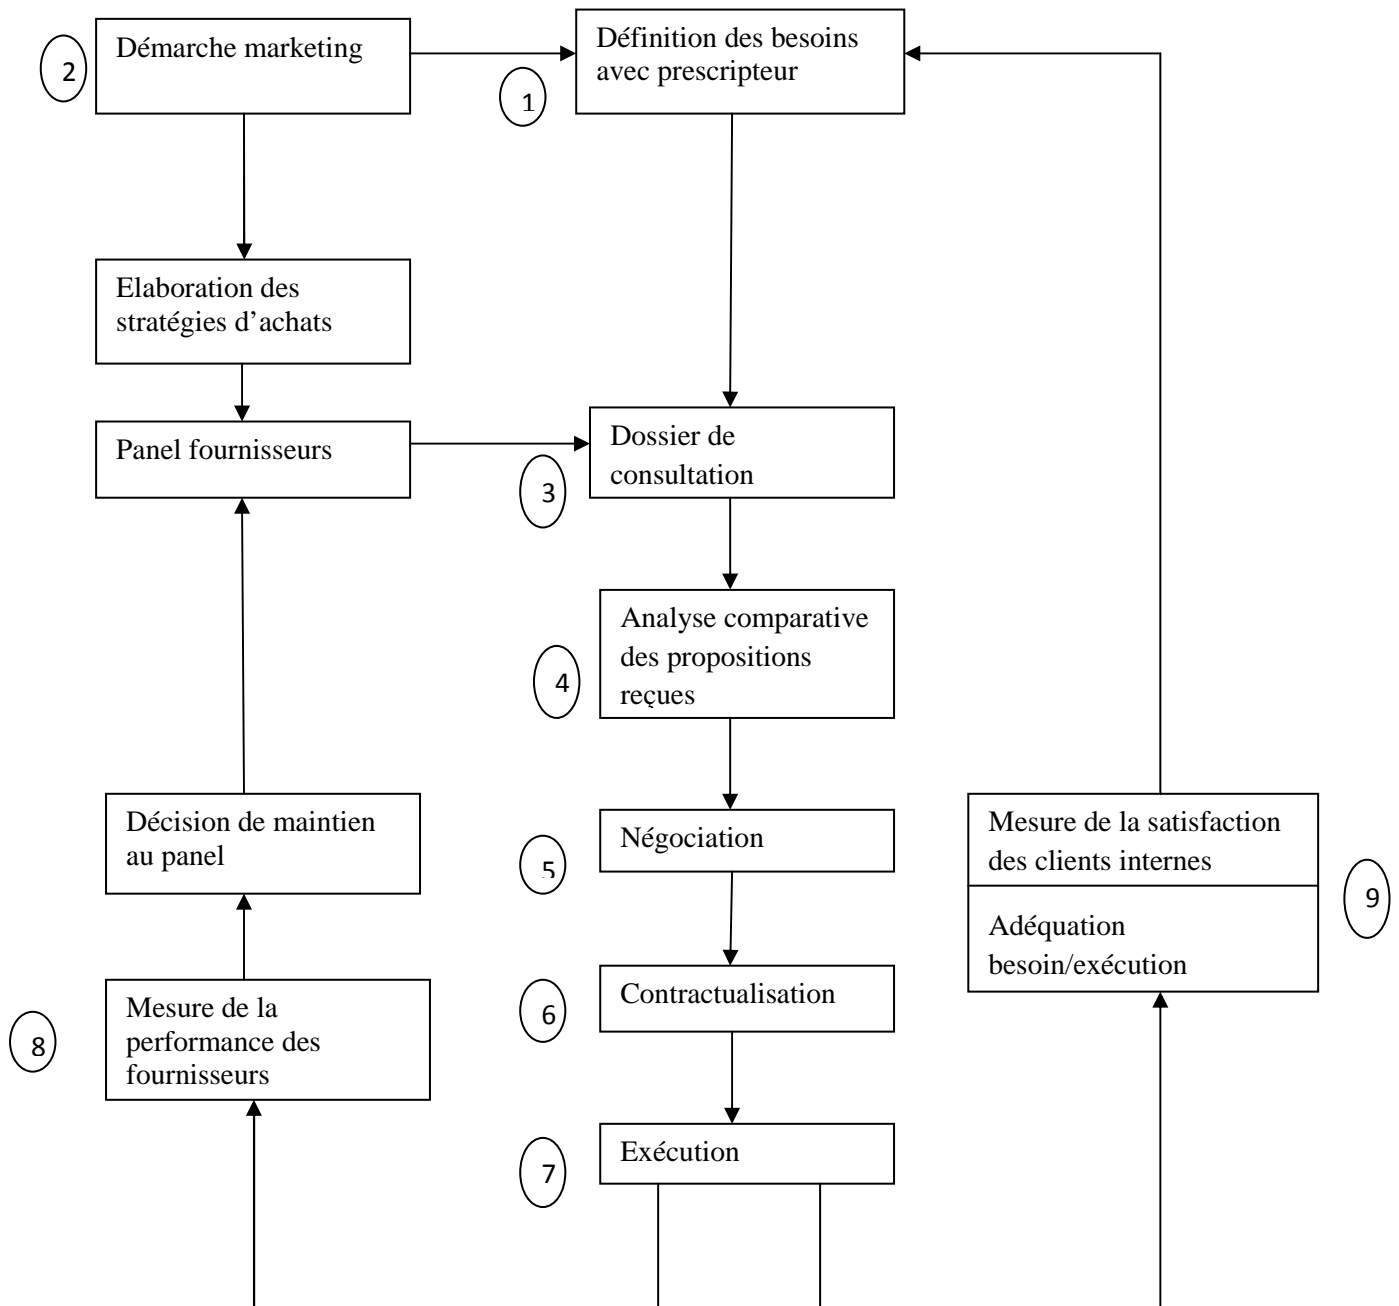 2
Démarche marketing
1
Définition des besoins
avec prescripteur
Elaboration des
stratégies d’achats
Panel fournisseurs
3
Dossier de
consultation
4
Analyse comparative
des propositions
reçues
Décision de maintien
au panel
5
Négociation
Mesure de la satisfaction
des clients internes
Adéquation
besoin/exécution
9
8
Mesure de la
performance des
fournisseurs
6
Contractualisation
7
Exécution